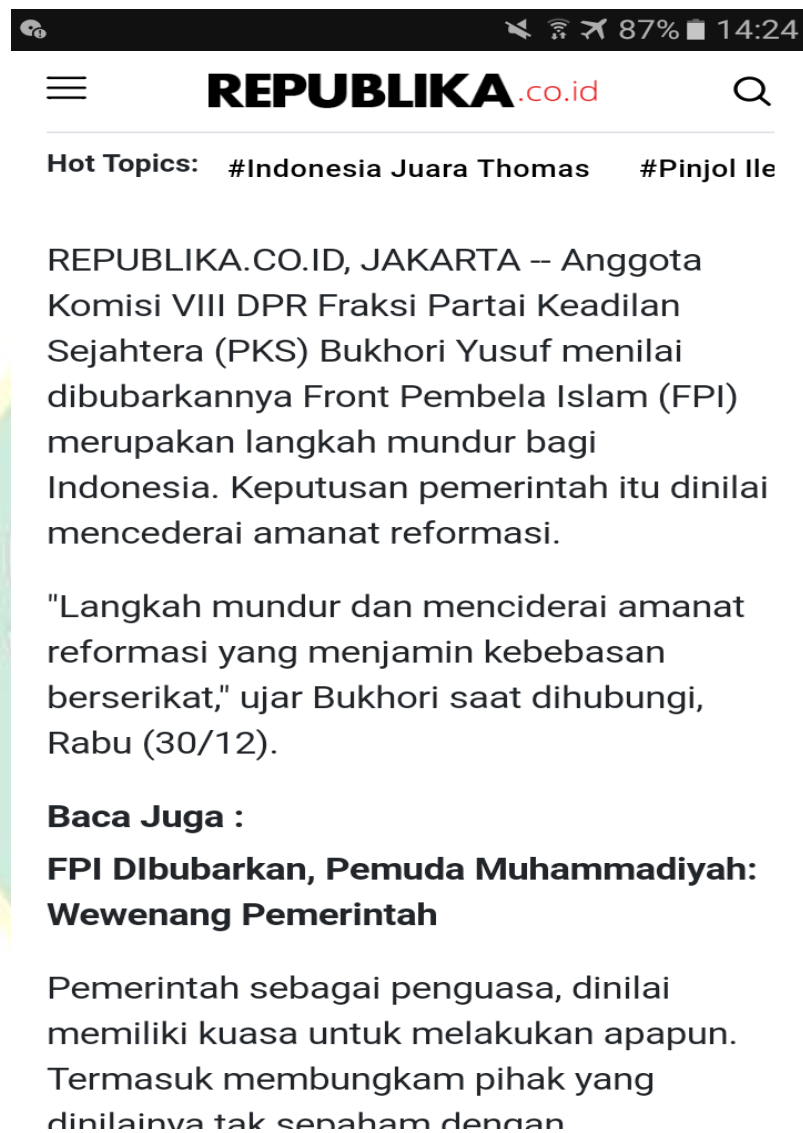 87% 14:24
REPUBLIKA.co.id
Hot Topics: #Indonesia Juara Thomas #Pinjol Ile
REPUBLIKA.CO.ID, JAKARTA -- Anggota
Komisi VIII DPR Fraksi Partai Keadilan
Sejahtera (PKS) Bukhori Yusuf menilai
dibubarkannya Front Pembela Islam (FPI)
merupakan langkah mundur bagi
Indonesia. Keputusan pemerintah itu dinilai
mencederai amanat reformasi.
"Langkah mundur dan menciderai amanat
reformasi yang menjamin kebebasan
berserikat," ujar Bukhori saat dihubungi,
Rabu (30/12).
Baca Juga :
FPI DIbubarkan, Pemuda Muhammadiyah:
Wewenang Pemerintah
Pemerintah sebagai penguasa, dinilai
memiliki kuasa untuk melakukan apapun.
Termasuk membungkam pihak yang
dinilainya tak sepaham dengan